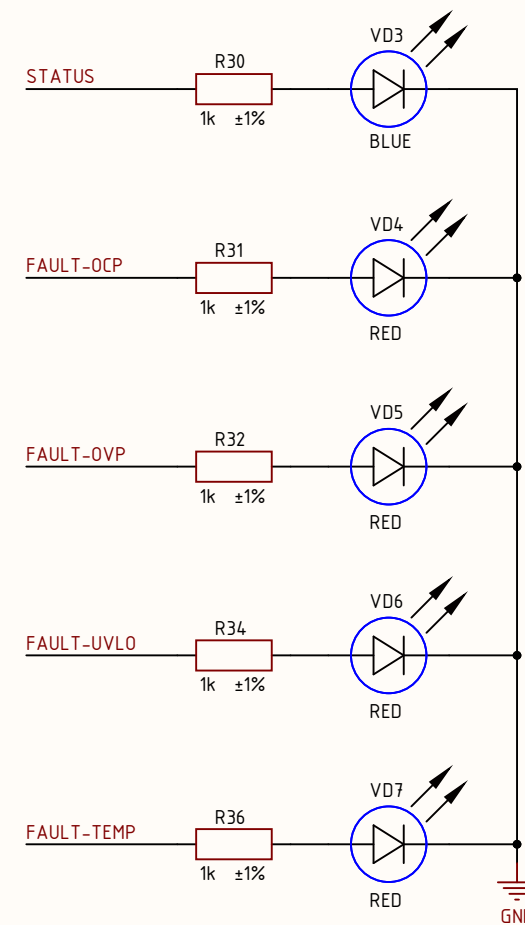 VD3
R30
STATUS
1k ±1%
BLUE
VD4
R31
FAULT-OCP
1k ±1%
RED
VD5
R32
FAULT-OVP
1k ±1%
RED
VD6
R34
FAULT-UVLO
1k ±1%
RED
VD7
R36
FAULT-TEMP
1k ±1%
RED